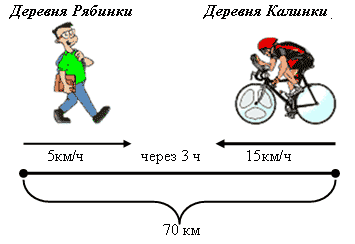 Деревня Рябинки Деревня Калинки
5км/ч через 3 ч 15км/ч
70 км